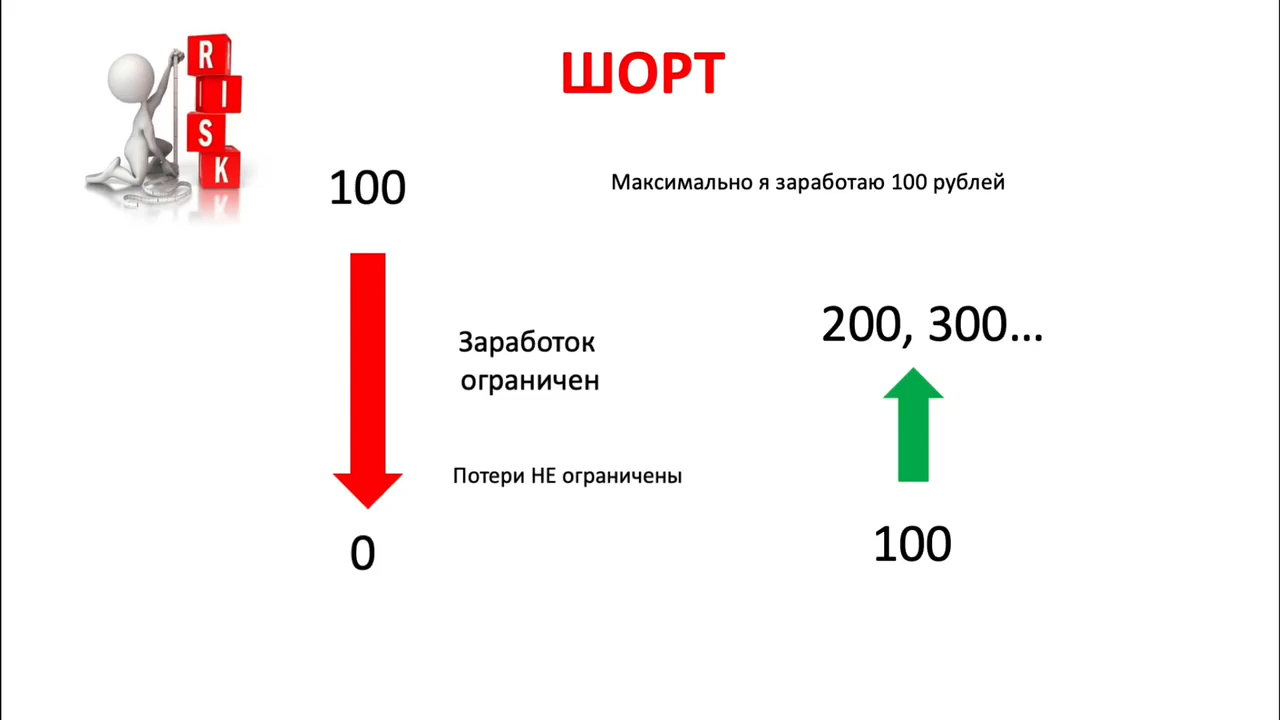 RISK
ШОРТ
100
Максимально я заработаю 100 рублей
Заработок
ограничен
200, 300...
Потери НЕ ограничены
0
100